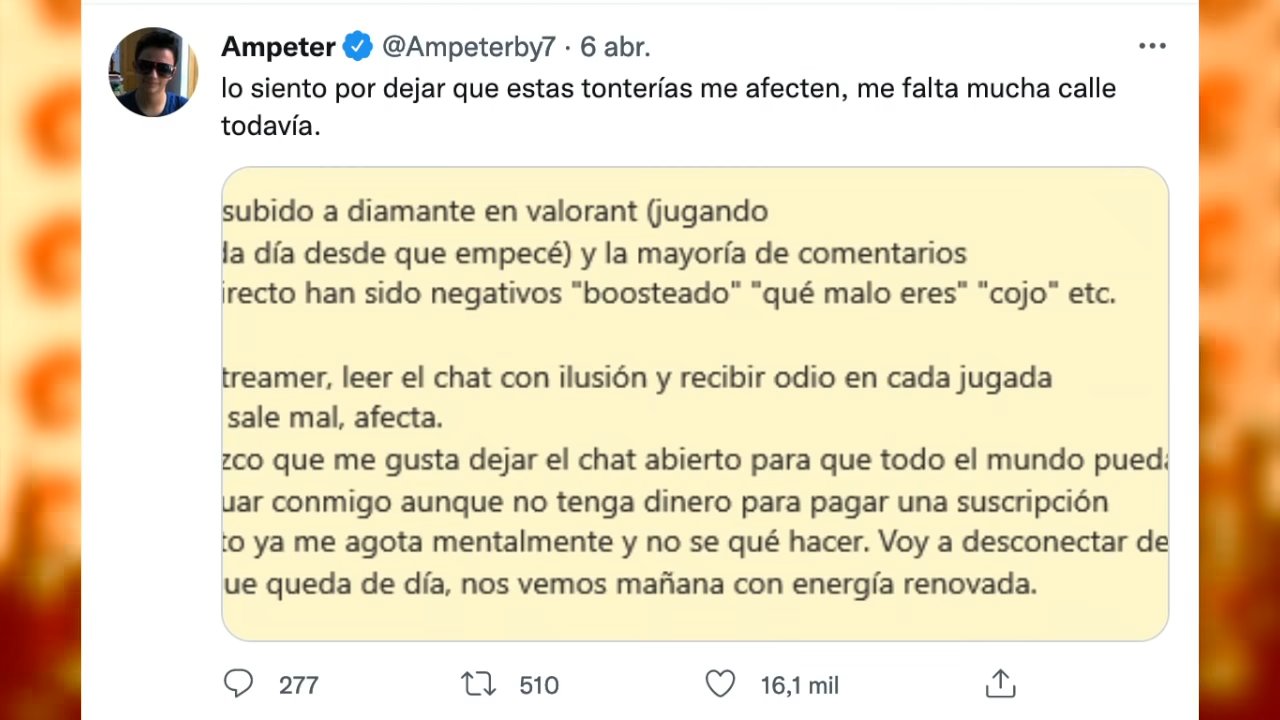 Ampeter @Ampeterby7 · 6 abr.
lo siento por dejar que estas tonterías me afecten, me falta mucha calle
todavía.
subido a diamante en valorant (jugando
día desde que empecé) y la mayoría de comentarios
irecto han sido negativos "boosteado" "qué malo eres" "cojo" etc.
treamer, leer el chat con ilusión y recibir odio en cada jugada
sale mal, afecta.
zco que me gusta dejar el chat abierto para que todo el mundo pueda
uar conmigo aunque no tenga dinero para pagar una suscripción
to ya me agota mentalmente y no se qué hacer. Voy a desconectar de
ue queda de día, nos vemos mañana con energía renovada.
277 510 16,1 mil